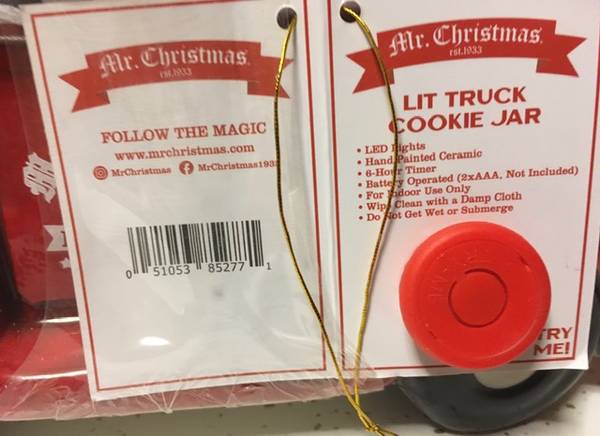 Mr. Christmas
EST.1933
FOLLOW THE MAGIC
www.mrchristmas.com
MrChristmas MrChristmas193
0 51053 85277 1
Mr. Christmas
EST.1933
LIT TRUCK
COOKIE JAR
• LED Lights
• Hand Painted Ceramic
• 6-Hour Timer
• Battery Operated (2xAAA, Not Included)
• For Indoor Use Only
• Wipe Clean with a Damp Cloth
• Do Not Get Wet or Submerge
TRY
ME!